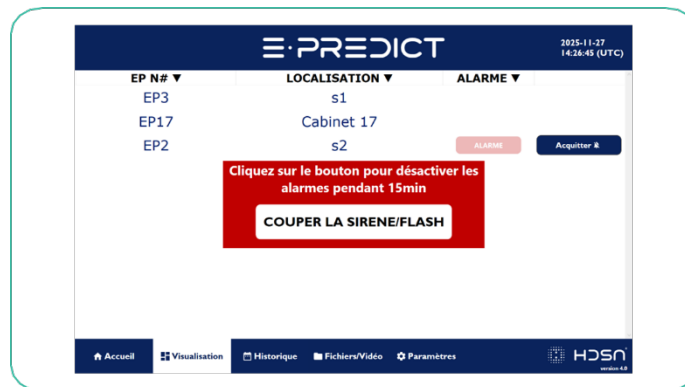 E·PREDICT
2025-11-27
14:26:45 (UTC)
EP N# ▼ LOCALISATION ▼ ALARME ▼
EP3 s1
EP17 Cabinet 17
EP2 s2 ALARME Acquitter
Cliquez sur le bouton pour désactiver les
alarmes pendant 15min
COUPER LA SIRENE/FLASH
Accueil Visualisation Historique Fichiers/Vidéo Paramètres HDSN
version 4.0